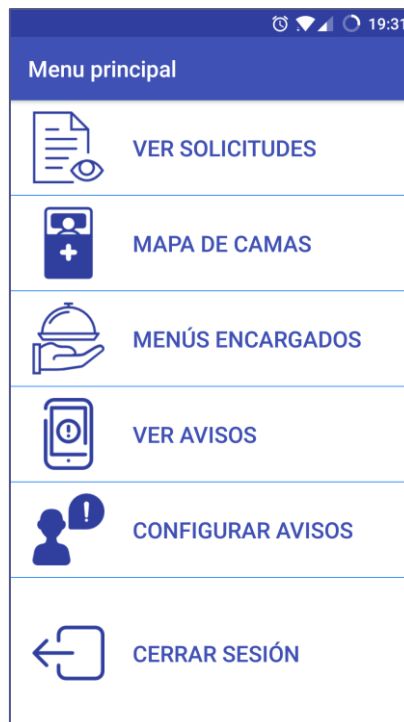 19:31
Menu principal
VER SOLICITUDES
MAPA DE CAMAS
MENÚS ENCARGADOS
VER AVISOS
CONFIGURAR AVISOS
CERRAR SESIÓN